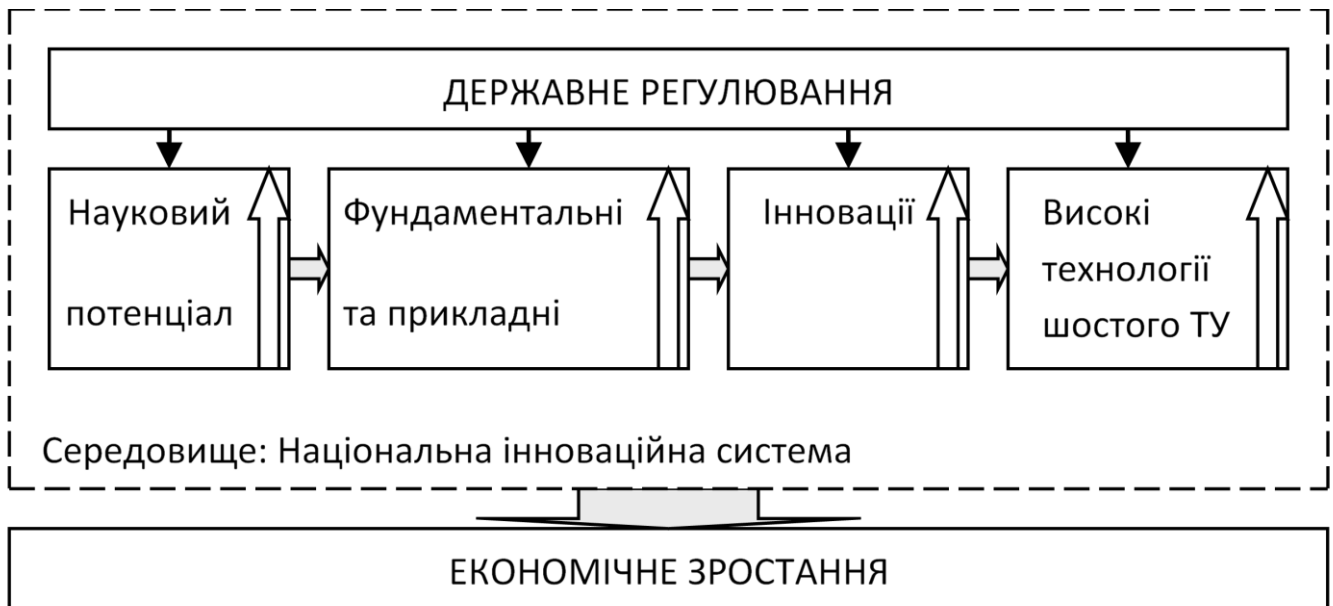 ДЕРЖАВНЕ РЕГУЛЮВАННЯ
Науковий
потенціал
Фундаментальні
та прикладні
Інновації
Високі
технології
шостого ТУ
Середовище: Національна інноваційна система
ЕКОНОМІЧНЕ ЗРОСТАННЯ